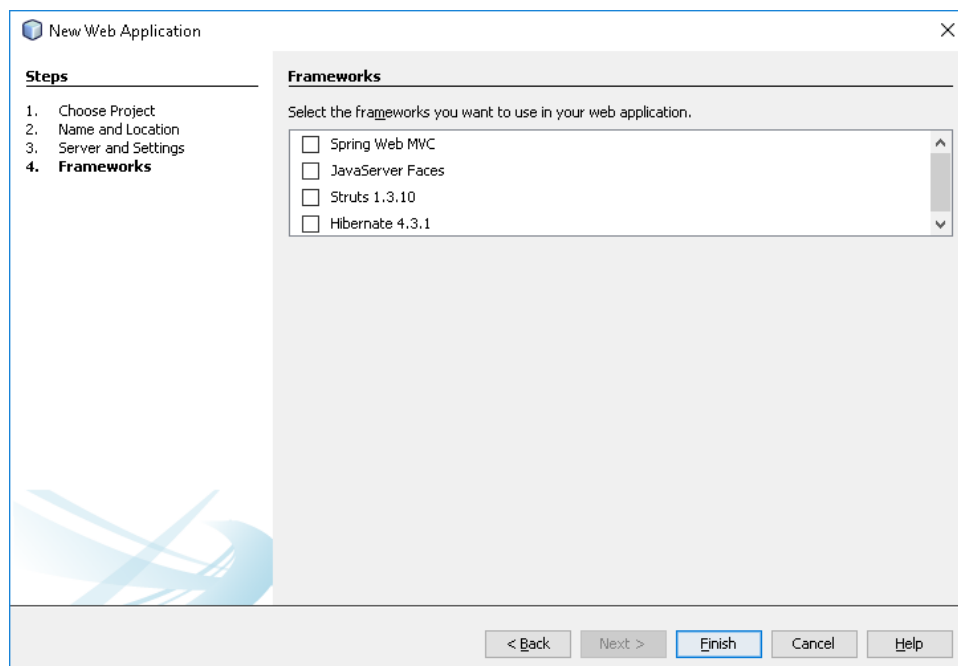 New Web Application
Steps
1. Choose Project
2. Name and Location
3. Server and Settings
4. Frameworks
Frameworks
Select the frameworks you want to use in your web application.
Spring Web MVC
JavaServer Faces
Struts 1.3.10
Hibernate 4.3.1
< Back
Next >
Finish
Cancel
Help